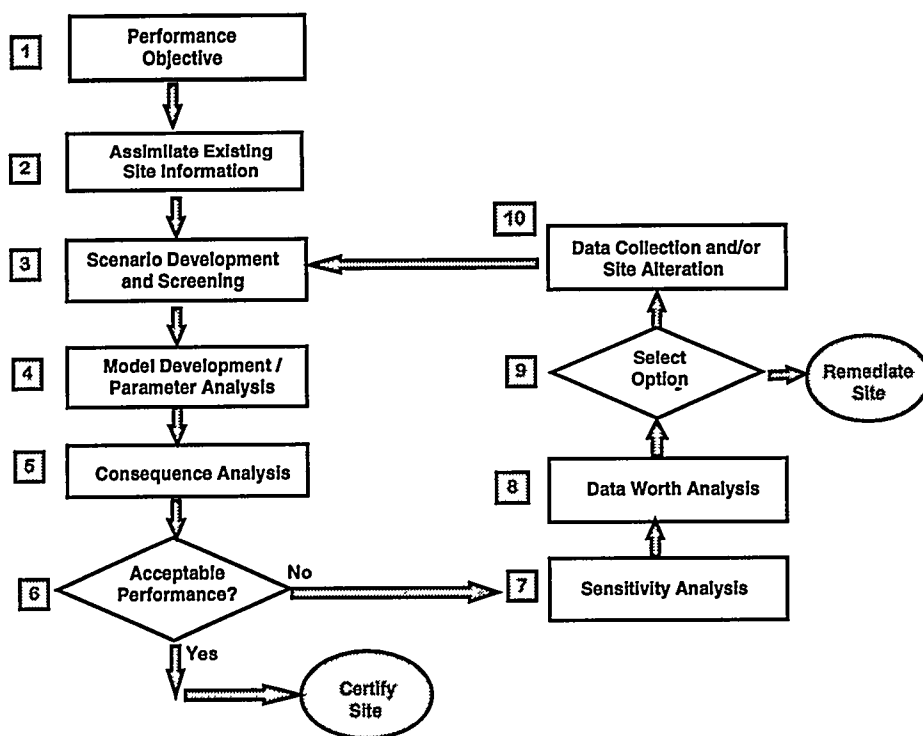 1
Performance
Objective
2
Assimilate Existing
Site Information
3
Scenario Development
and Screening
4
Model Development /
Parameter Analysis
5
Consequence Analysis
6
Acceptable
Performance?
No
Yes
Certify
Site
7
Sensitivity Analysis
8
Data Worth Analysis
9
Select
Option
Remediate
Site
10
Data Collection and/or
Site Alteration